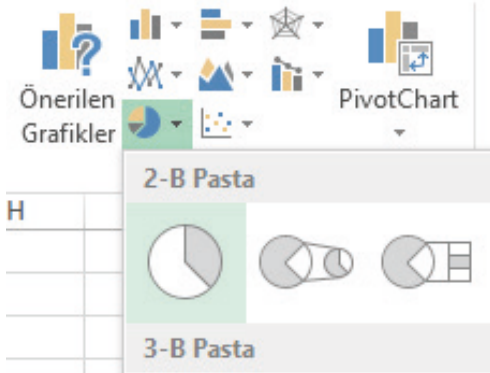 Önerilen
Grafikler
PivotChart
H
2-B Pasta
3-B Pasta